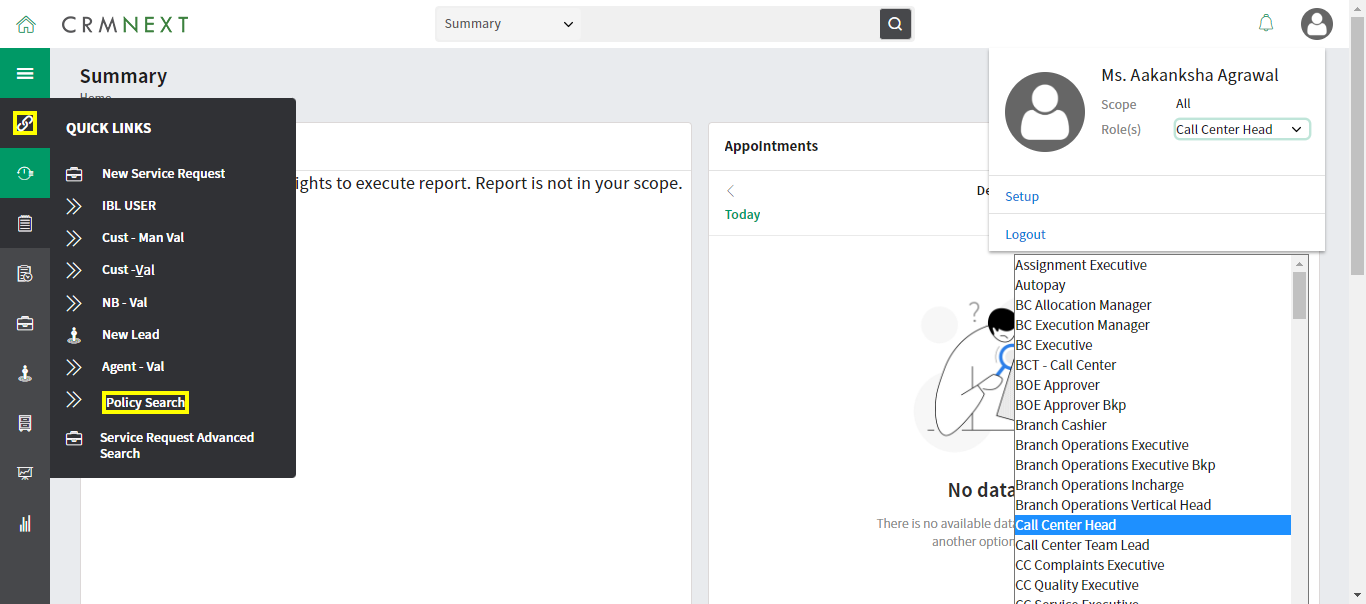 CRMNEXT
Summary
Summary
Home
QUICK LINKS
New Service Request
IBL USER
Cust - Man Val
Cust -Val
NB - Val
New Lead
Agent - Val
Policy Search
Service Request Advanced
Search
ights to execute report. Report is not in your scope.
Appointments
De
Today
?
No data
There is no available data
another option
Ms. Aakanksha Agrawal
Scope All
Role(s) Call Center Head
Setup
Logout
Assignment Executive
Autopay
BC Allocation Manager
BC Execution Manager
BC Executive
BCT - Call Center
BOE Approver
BOE Approver Bkp
Branch Cashier
Branch Operations Executive
Branch Operations Executive Bkp
Branch Operations Incharge
Branch Operations Vertical Head
Call Center Head
Call Center Team Lead
CC Complaints Executive
CC Quality Executive
CC Service Executive